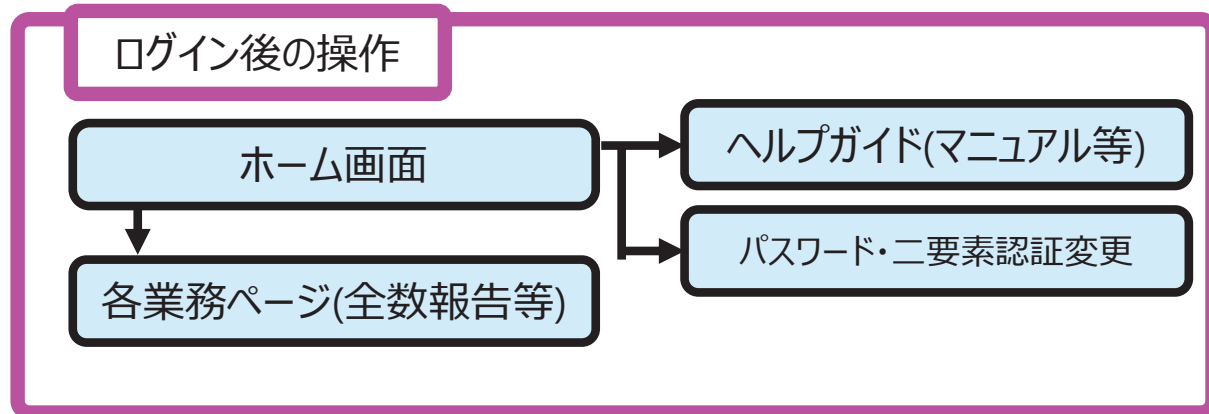 ログイン後の操作
ホーム画面
ヘルプガイド(マニュアル等)
パスワード・二要素認証変更
各業務ページ(全数報告等)